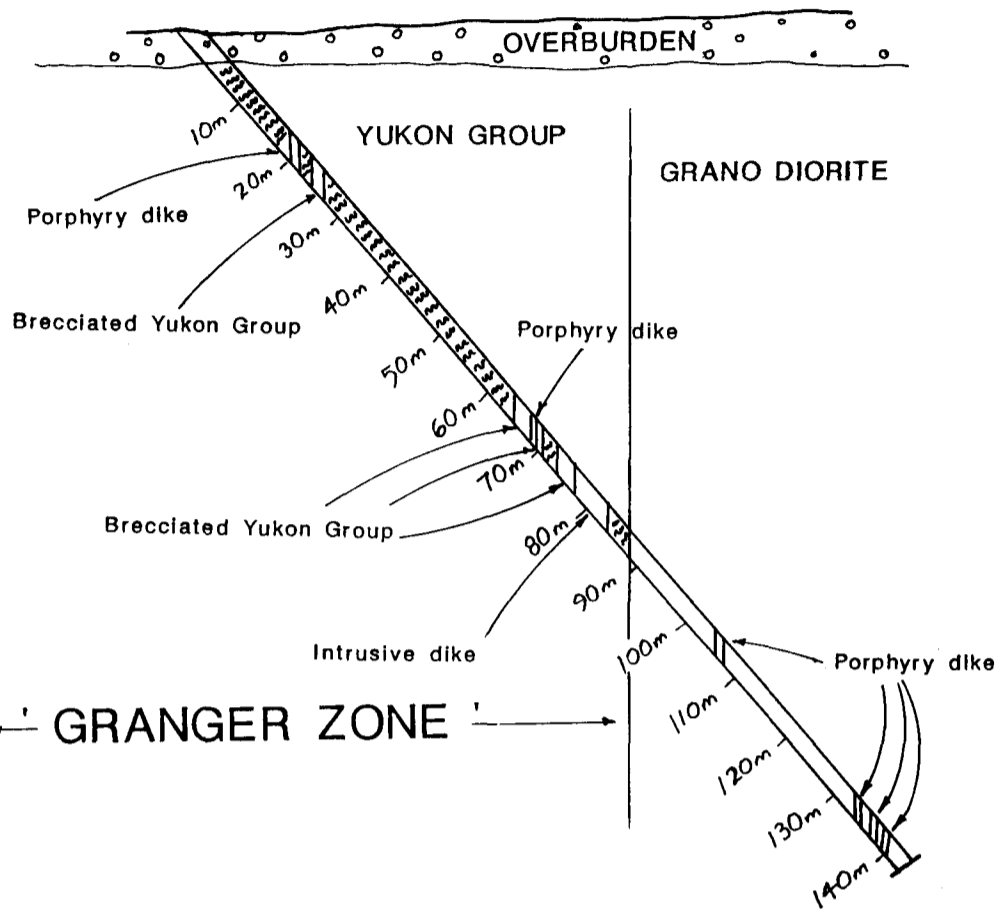 OVERBURDEN
YUKON GROUP
GRANO DIORITE
10m
Porphyry dike
20m
30m
Brecciated Yukon Group
40m
Porphyry dike
50m
60m
70m
Brecciated Yukon Group
80m
90m
Intrusive dike
100m
Porphyry dike
110m
' GRANGER ZONE '
120m
130m
140m